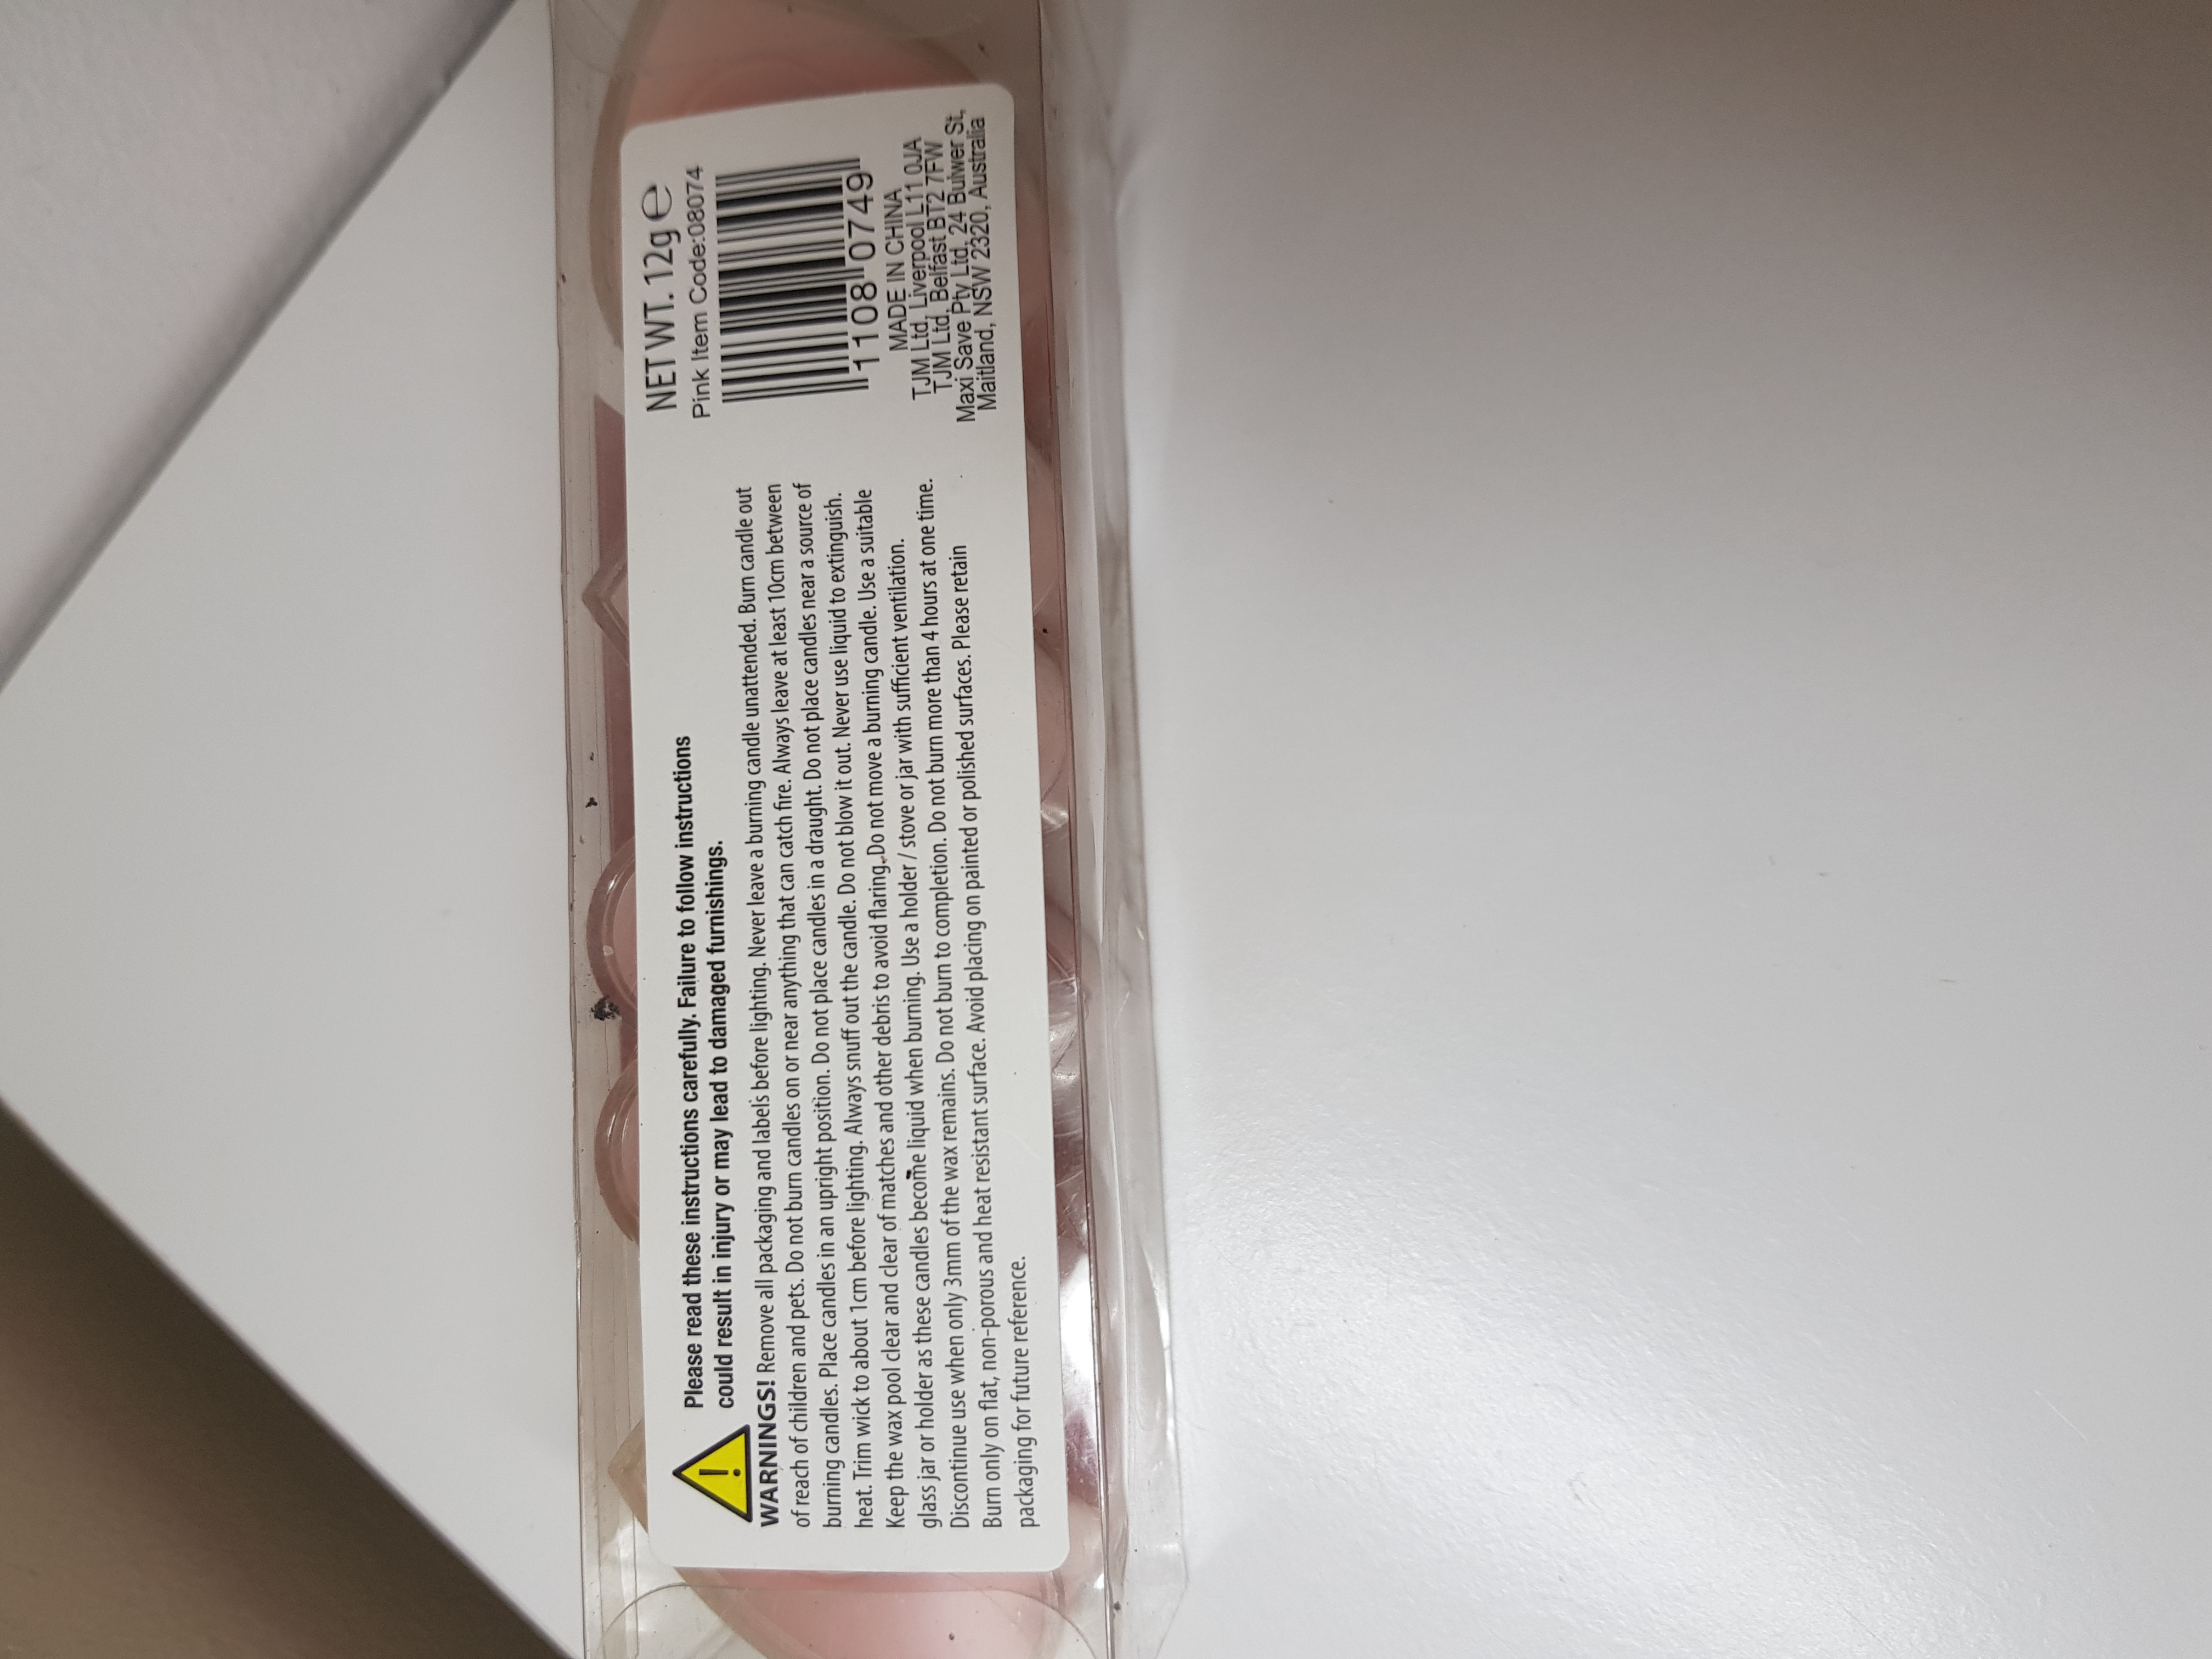 Please read these instructions carefully. Failure to follow instructions
could result in injury or may lead to damaged furnishings.
WARNINGS! Remove all packaging and labels before lighting. Never leave a burning candle unattended. Burn candle out
of reach of children and pets. Do not burn candles on or near anything that can catch fire. Always leave at least 10cm between
burning candles. Place candles in an upright position. Do not place candles in a draught. Do not place candles near a source of
heat. Trim wick to about 1cm before lighting. Always snuff out the candle. Do not blow it out. Never use liquid to extinguish.
Keep the wax pool clear and clear of matches and other debris to avoid flaring. Do not move a burning candle. Use a suitable
glass jar or holder as these candles become liquid when burning. Use a holder / stove or jar with sufficient ventilation.
Discontinue use when only 3mm of the wax remains. Do not burn to completion. Do not burn more than 4 hours at one time.
Burn only on flat, non-porous and heat resistant surface. Avoid placing on painted or polished surfaces. Please retain
packaging for future reference.
NET WT. 12g e
Pink Item Code:08074
1108 0749
MADE IN CHINA
TJM Ltd, Liverpool L11 0JA
TJM Ltd, Belfast BT2 7FW
Maxi Save Pty Ltd, 24 Bulwer St,
Maitland, NSW 2320, Australia